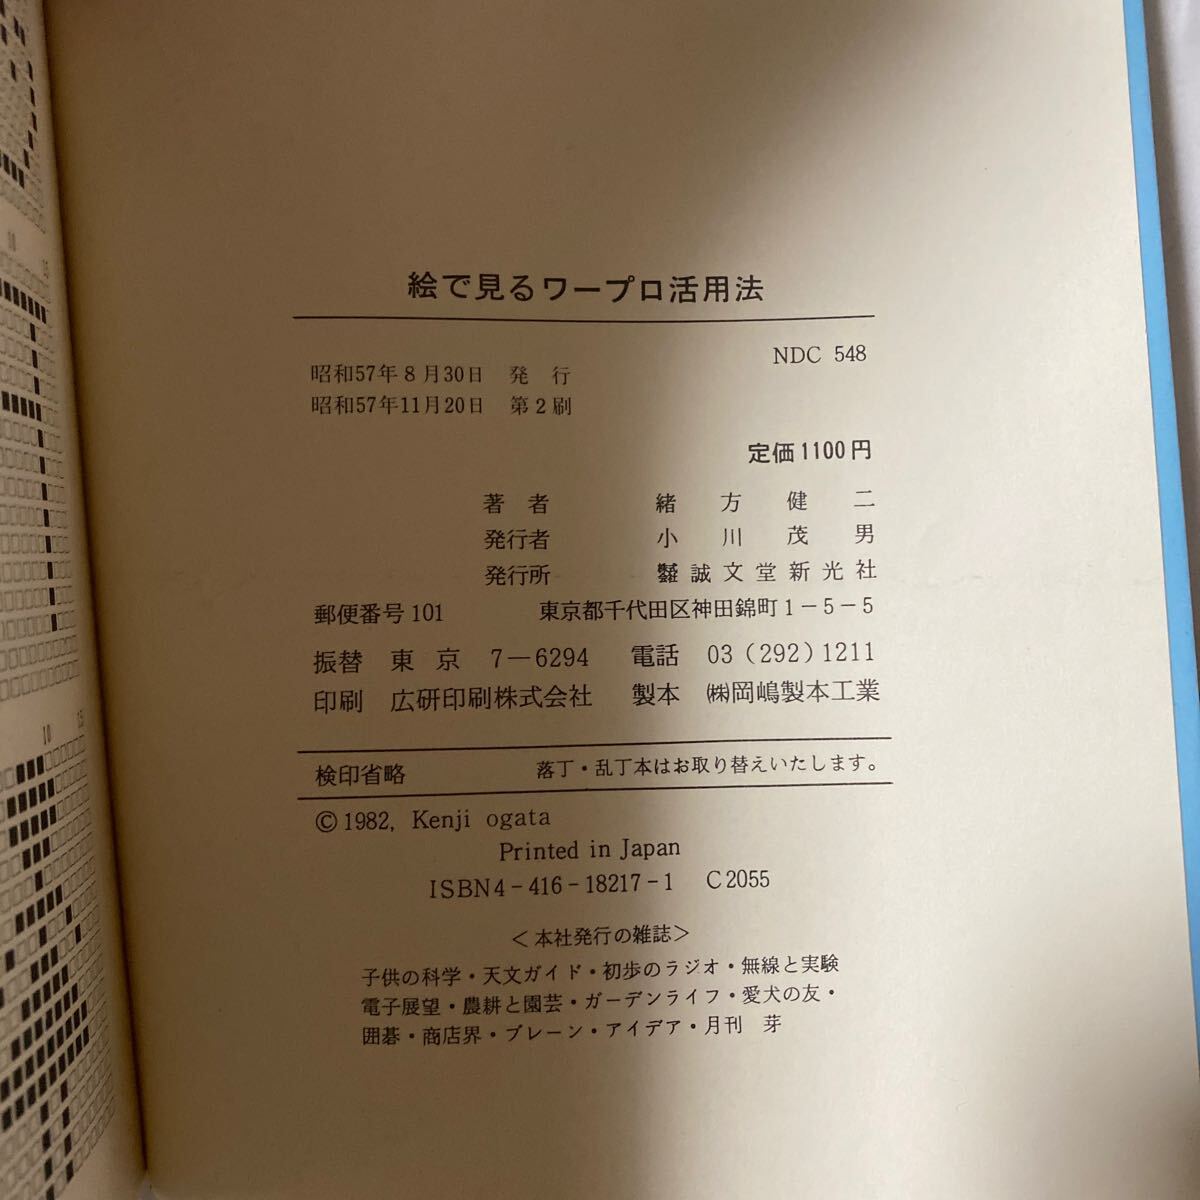 絵で見るワープロ活用法
NDC 548
昭和57年8月30日 発行
昭和57年11月20日 第2刷
定価1100円
著者 緒方健二
発行者 小川茂男
発行所 株式会社 誠文堂新光社
郵便番号101 東京都千代田区神田錦町1-5-5
振替 東京 7-6294 電話 03(292)1211
印刷 広研印刷株式会社 製本 ㈱岡嶋製本工業
検印省略 落丁・乱丁本はお取り替えいたします。
©1982, Kenji ogata
Printed in Japan
ISBN4-416-18217-1 C2055
<本社発行の雑誌>
子供の科学・天文ガイド・初歩のラジオ・無線と実験
電子展望・農耕と園芸・ガーデンライフ・愛犬の友・
囲碁・商店界・ブレーン・アイデア・月刊 芽
10
15
10
15